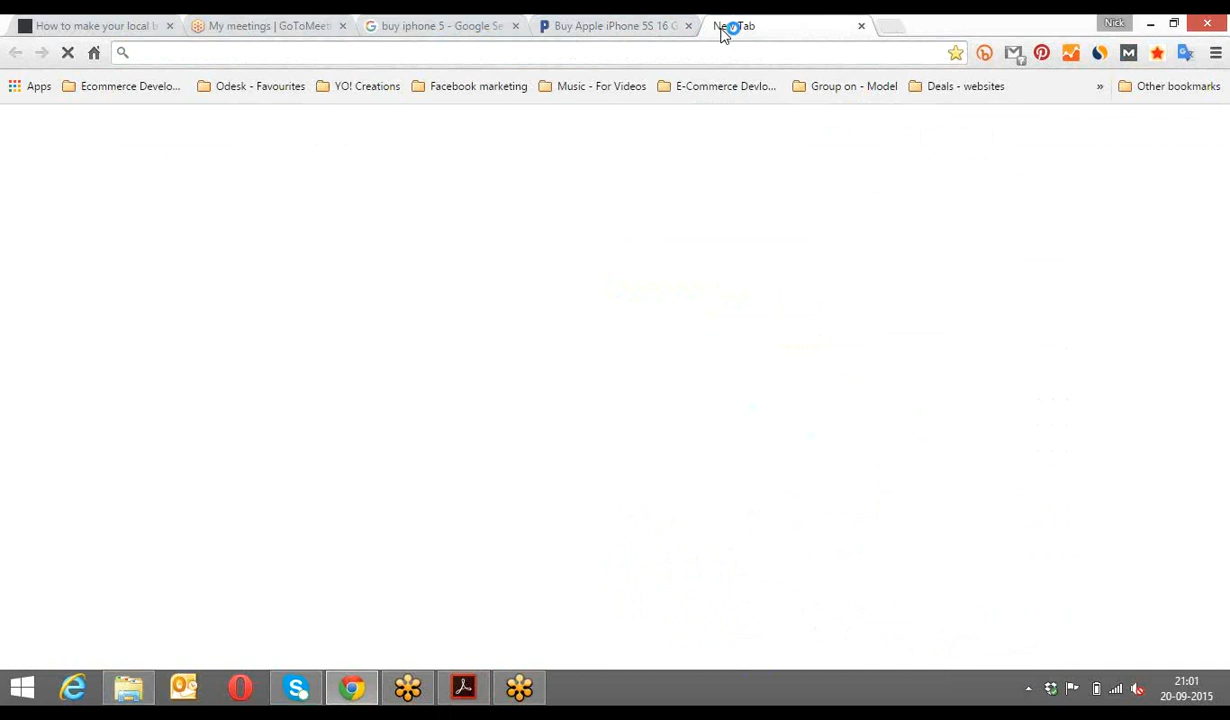 How to make your local b
My meetings | GoToMeeti
buy iphone 5 - Google Se
Buy Apple iPhone 5S 16 G
New Tab
Nick
Apps
Ecommerce Develo...
Odesk - Favourites
YO! Creations
Facebook marketing
Music - For Videos
E-Commerce Devlo...
Group on - Model
Deals - websites
»
Other bookmarks
21:01
20-09-2015